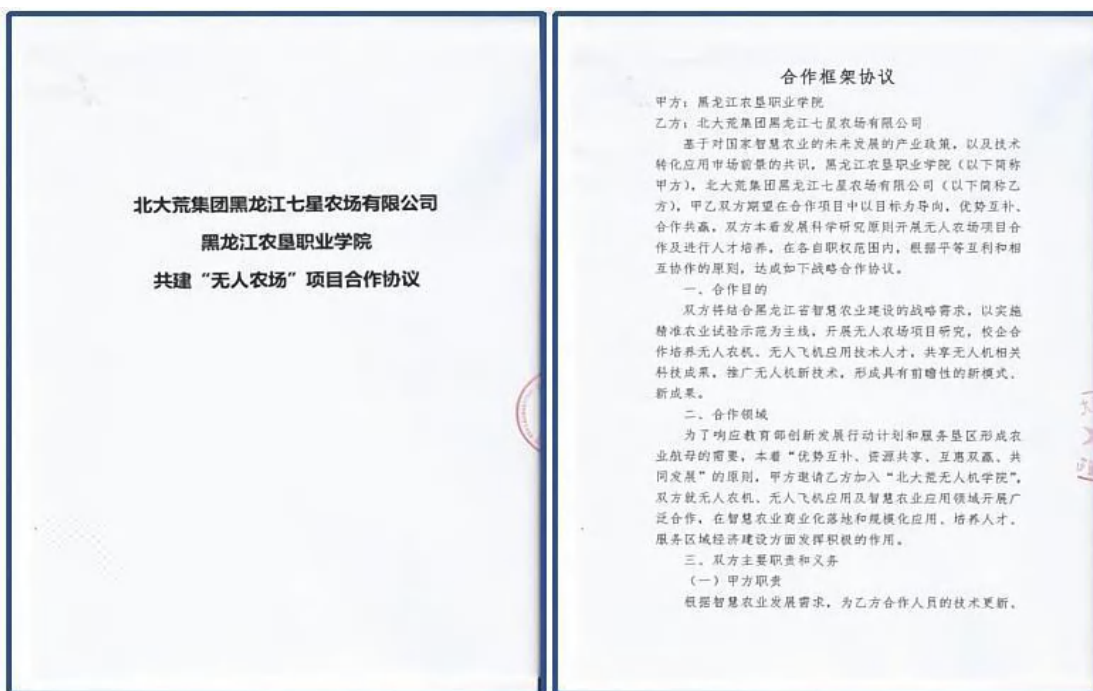 北大荒集团黑龙江七星农场有限公司
黑龙江农垦职业学院
共建“无人农场”项目合作协议
合作框架协议
甲方：黑龙江农垦职业学院
乙方：北大荒集团黑龙江七星农场有限公司
基于对国家智慧农业的未来发展的产业政策，以及技术
转化应用市场前景的共识，黑龙江农垦职业学院（以下简称
甲方），北大荒集团黑龙江七星农场有限公司（以下简称乙
方），甲乙双方期望在合作项目中以目标为导向，优势互补、
合作共赢，双方本着发展科学研究原则开展无人农场项目合
作及进行人才培养，在各自职权范围内，根据平等互利和相
互协作的原则，达成如下战略合作协议。
一、合作目的
双方将结合黑龙江省智慧农业建设的战略需求，以实施
精准农业试验示范为主线，开展无人农场项目研究，校企合
作培养无人农机、无人飞机应用技术人才，共享无人机相关
科技成果，推广无人机新技术，形成具有前瞻性的新模式、
新成果。
二、合作领域
为了响应教育部创新发展行动计划和服务垦区形成农
业航母的需要，本着“优势互补、资源共享、互惠双赢、共
同发展”的原则，甲方邀请乙方加入“北大荒无人机学院”，
双方就无人农机、无人飞机应用及智慧农业应用领域开展广
泛合作，在智慧农业商业化落地和规模化应用、培养人才、
服务区域经济建设方面发挥积极的作用。
三、双方主要职责和义务
（一）甲方职责
根据智慧农业发展需求，为乙方合作人员的技术更新、